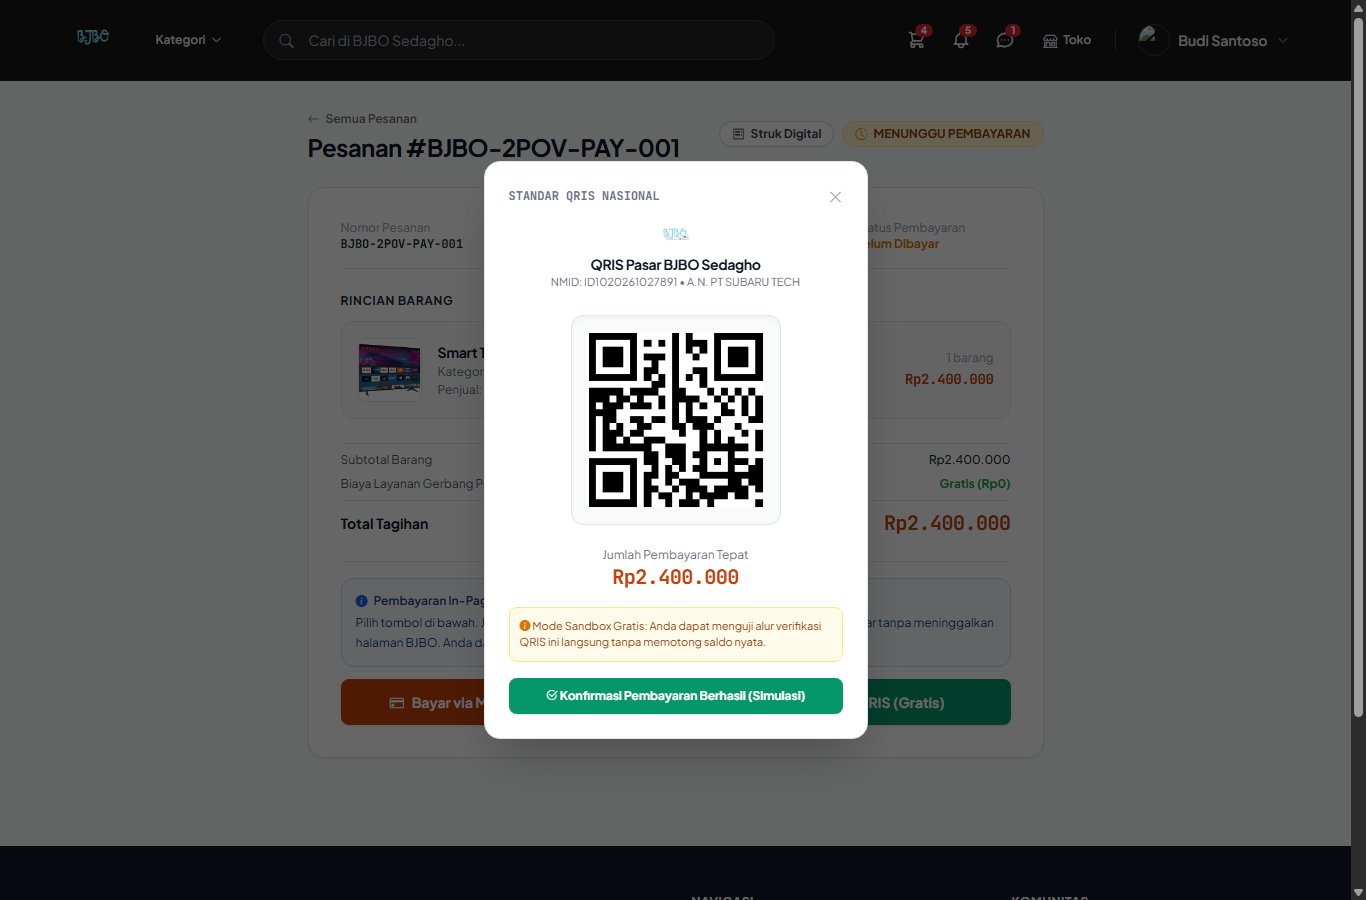 BJBO
Kategori
Cari di BJBO Sedagho...
4
5
1
Toko
Budi Santoso
← Semua Pesanan
Pesanan #BJBO-2POV-PAY-001
Struk Digital
MENUNGGU PEMBAYARAN
Nomor Pesanan
BJBO-2POV-PAY-001
atus Pembayaran
elum Dibayar
RINCIAN BARANG
Smart T
Kategor
Penjual:
1 barang
Rp2.400.000
Subtotal Barang
Rp2.400.000
Biaya Layanan Gerbang P
Gratis (Rp0)
Total Tagihan
Rp2.400.000
Pembayaran In-Pag
Pilih tombol di bawah. J
ar tanpa meninggalkan
halaman BJBO. Anda d
Bayar via M
RIS (Gratis)
STANDAR QRIS NASIONAL
BJBO
QRIS Pasar BJBO Sedagho
NMID: ID1020261027891 • A.N. PT SUBARU TECH
Jumlah Pembayaran Tepat
Rp2.400.000
Mode Sandbox Gratis: Anda dapat menguji alur verifikasi
QRIS ini langsung tanpa memotong saldo nyata.
Konfirmasi Pembayaran Berhasil (Simulasi)
NAVIGASI
KOMUNITAS